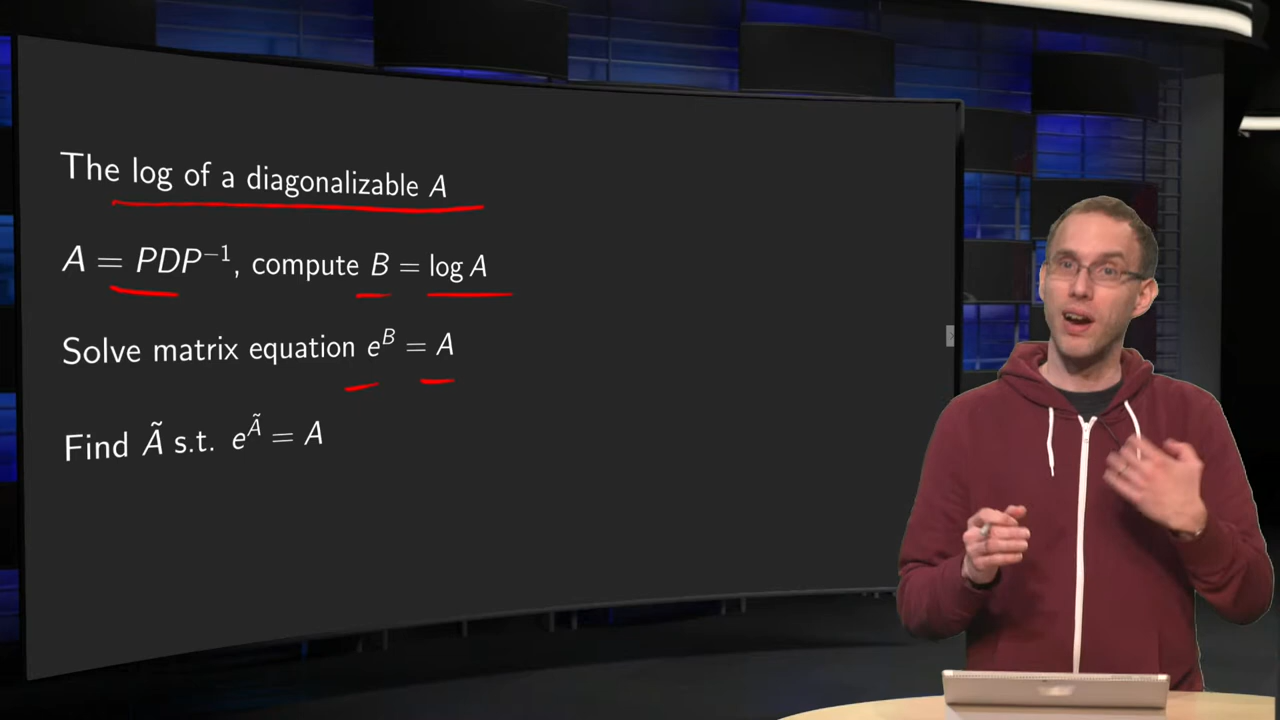 The log of a diagonalizable A
A = PDP⁻¹, compute B = log A
Solve matrix equation eᴮ = A
Find Ã s.t. e^Ã = A